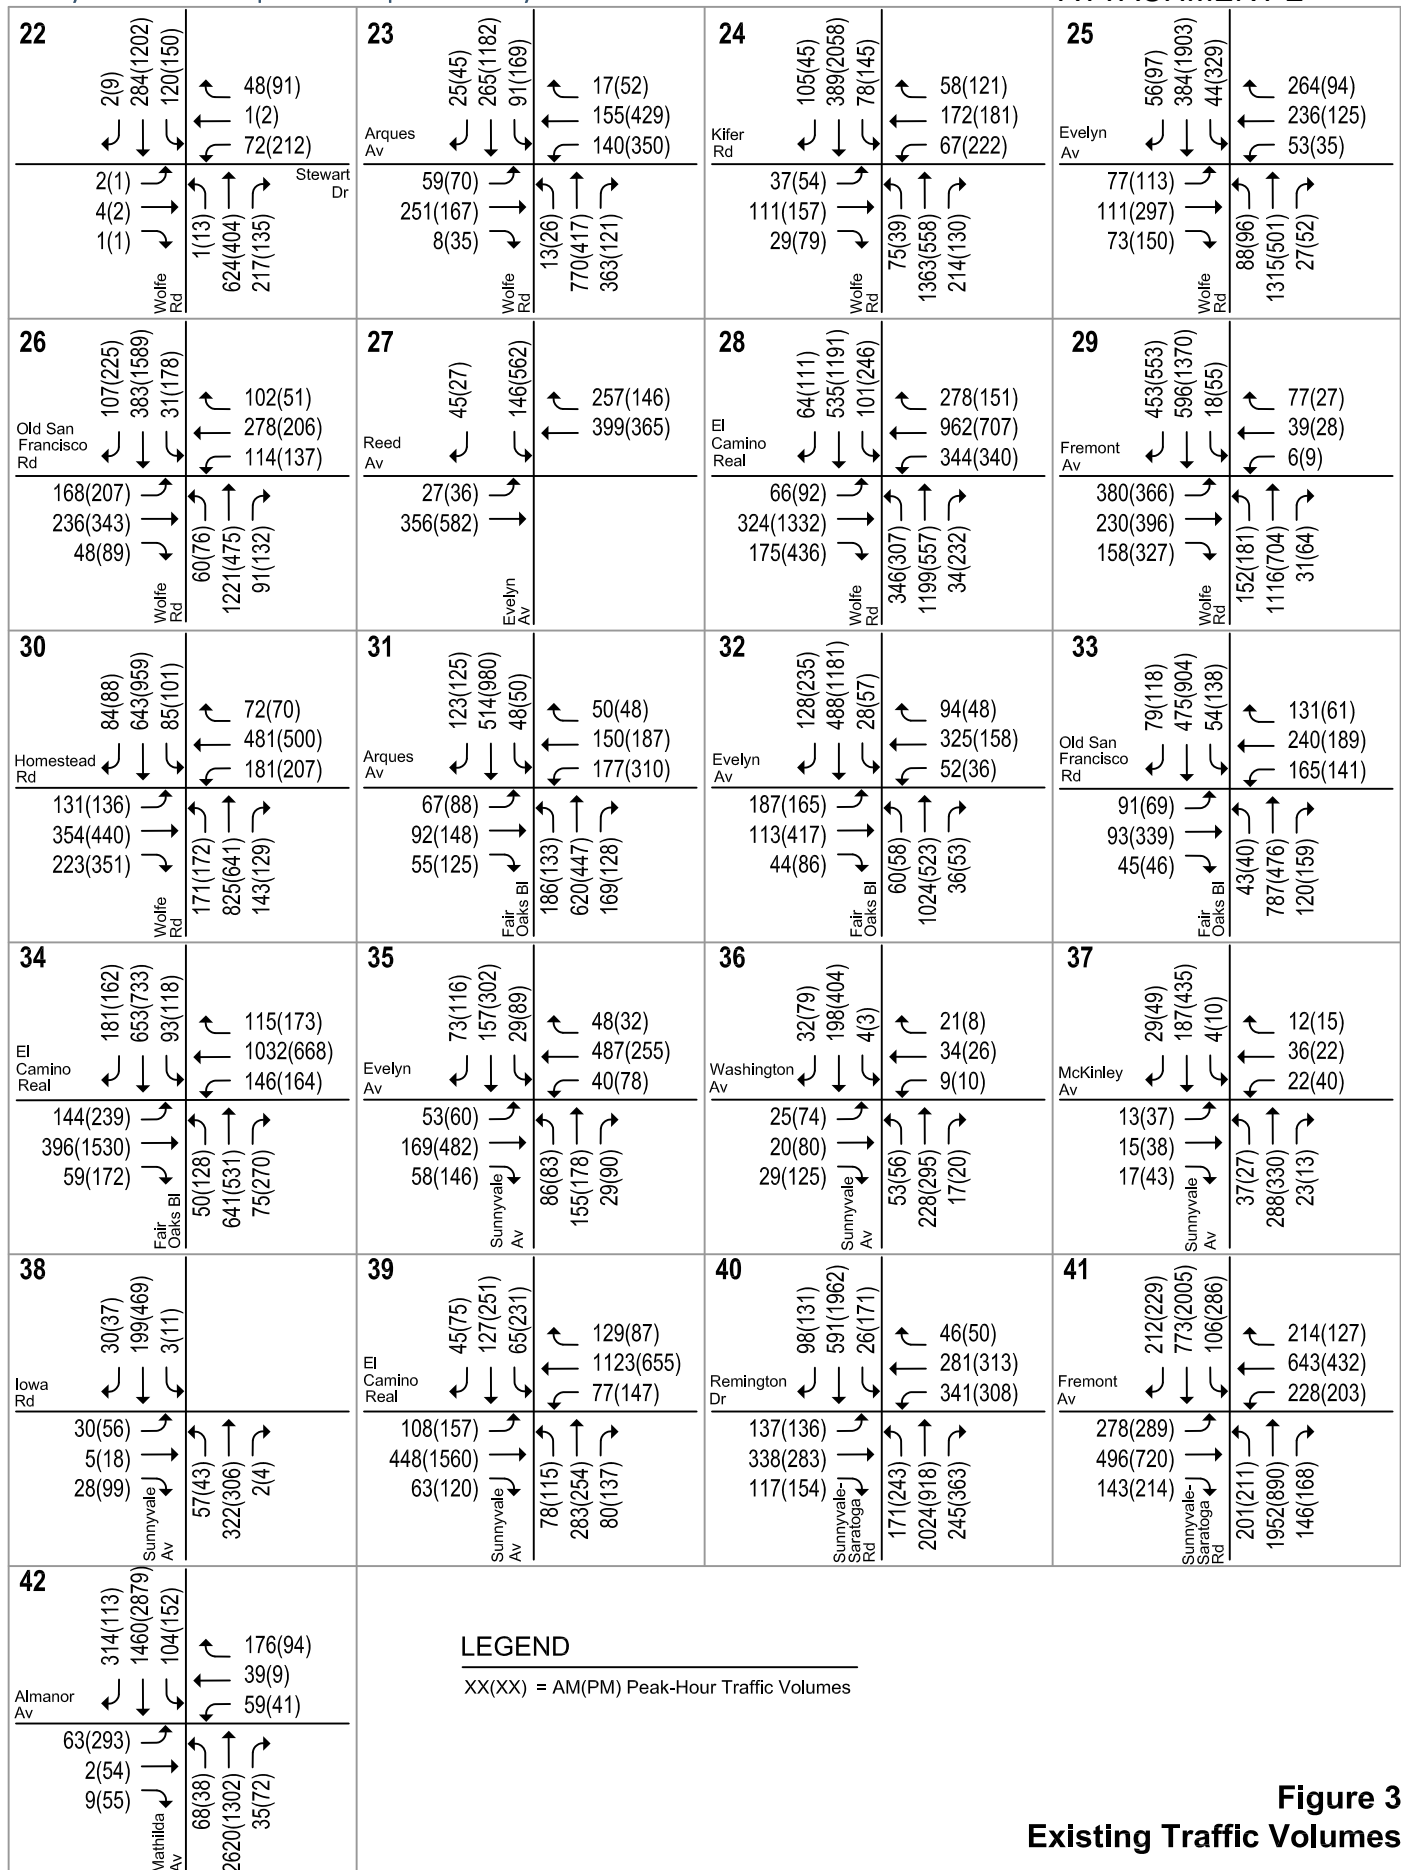 22
2(9)
284(1202)
120(150)
48(91)
1(2)
72(212)
Stewart
Dr
2(1)
4(2)
1(1)
1(13)
624(404)
217(135)
Wolfe
Rd
23
25(45)
265(1182)
91(169)
17(52)
155(429)
140(350)
Arques
Av
59(70)
251(167)
8(35)
13(26)
770(417)
363(121)
Wolfe
Rd
24
105(45)
389(2058)
78(145)
58(121)
172(181)
67(222)
Kifer
Rd
37(54)
111(157)
29(79)
75(39)
1363(558)
214(130)
Wolfe
Rd
25
56(97)
384(1903)
44(329)
264(94)
236(125)
53(35)
Evelyn
Av
77(113)
111(297)
73(150)
88(96)
1315(501)
27(52)
Wolfe
Rd
26
107(225)
383(1589)
31(178)
102(51)
278(206)
114(137)
Old San
Francisco
Rd
168(207)
236(343)
48(89)
60(76)
1221(475)
91(132)
Wolfe
Rd
27
45(27)
146(562)
257(146)
399(365)
Reed
Av
27(36)
356(582)
Evelyn
Av
28
64(111)
535(1191)
101(246)
278(151)
962(707)
344(340)
El
Camino
Real
66(92)
324(1332)
175(436)
346(307)
1199(557)
34(232)
Wolfe
Rd
29
453(553)
596(1370)
18(55)
77(27)
39(28)
6(9)
Fremont
Av
380(366)
230(396)
158(327)
152(181)
1116(704)
31(64)
Wolfe
Rd
30
84(88)
643(959)
85(101)
72(70)
481(500)
181(207)
Homestead
Rd
131(136)
354(440)
223(351)
171(172)
825(641)
143(129)
Wolfe
Rd
31
123(125)
514(980)
48(50)
50(48)
150(187)
177(310)
Arques
Av
67(88)
92(148)
55(125)
186(133)
620(447)
169(128)
Fair
Oaks Bl
32
128(235)
488(1181)
28(57)
94(48)
325(158)
52(36)
Evelyn
Av
187(165)
113(417)
44(86)
60(58)
1024(523)
36(53)
Fair
Oaks Bl
33
79(118)
475(904)
54(138)
131(61)
240(189)
165(141)
Old San
Francisco
Rd
91(69)
93(339)
45(46)
43(40)
787(476)
120(159)
Fair
Oaks Bl
34
181(162)
653(733)
93(118)
115(173)
1032(668)
146(164)
El
Camino
Real
144(239)
396(1530)
59(172)
50(128)
641(531)
75(270)
Fair
Oaks Bl
35
73(116)
157(302)
29(89)
48(32)
487(255)
40(78)
Evelyn
Av
53(60)
169(482)
58(146)
86(83)
155(178)
29(90)
Sunnyvale
Av
36
32(79)
198(404)
4(3)
21(8)
34(26)
9(10)
Washington
Av
25(74)
20(80)
29(125)
53(56)
228(295)
17(20)
Sunnyvale
Av
37
29(49)
187(435)
4(10)
12(15)
36(22)
22(40)
McKinley
Av
13(37)
15(38)
17(43)
37(27)
288(330)
23(13)
Sunnyvale
Av
38
30(37)
199(469)
3(11)
Iowa
Rd
30(56)
5(18)
28(99)
57(43)
322(306)
2(4)
Sunnyvale
Av
39
45(75)
127(251)
65(231)
129(87)
1123(655)
77(147)
El
Camino
Real
108(157)
448(1560)
63(120)
78(115)
283(254)
80(137)
Sunnyvale
Av
40
98(131)
591(1962)
26(171)
46(50)
281(313)
341(308)
Remington
Dr
137(136)
338(283)
117(154)
171(243)
2024(918)
245(363)
Sunnyvale-
Saratoga
Rd
41
212(229)
773(2005)
106(286)
214(127)
643(432)
228(203)
Fremont
Av
278(289)
496(720)
143(214)
201(211)
1952(890)
146(168)
Sunnyvale-
Saratoga
Rd
42
314(113)
1460(2879)
104(152)
176(94)
39(9)
59(41)
Almanor
Av
63(293)
2(54)
9(55)
68(38)
2620(1302)
35(72)
Mathilda
Av
LEGEND
XX(XX) = AM(PM) Peak-Hour Traffic Volumes
Figure 3
Existing Traffic Volumes